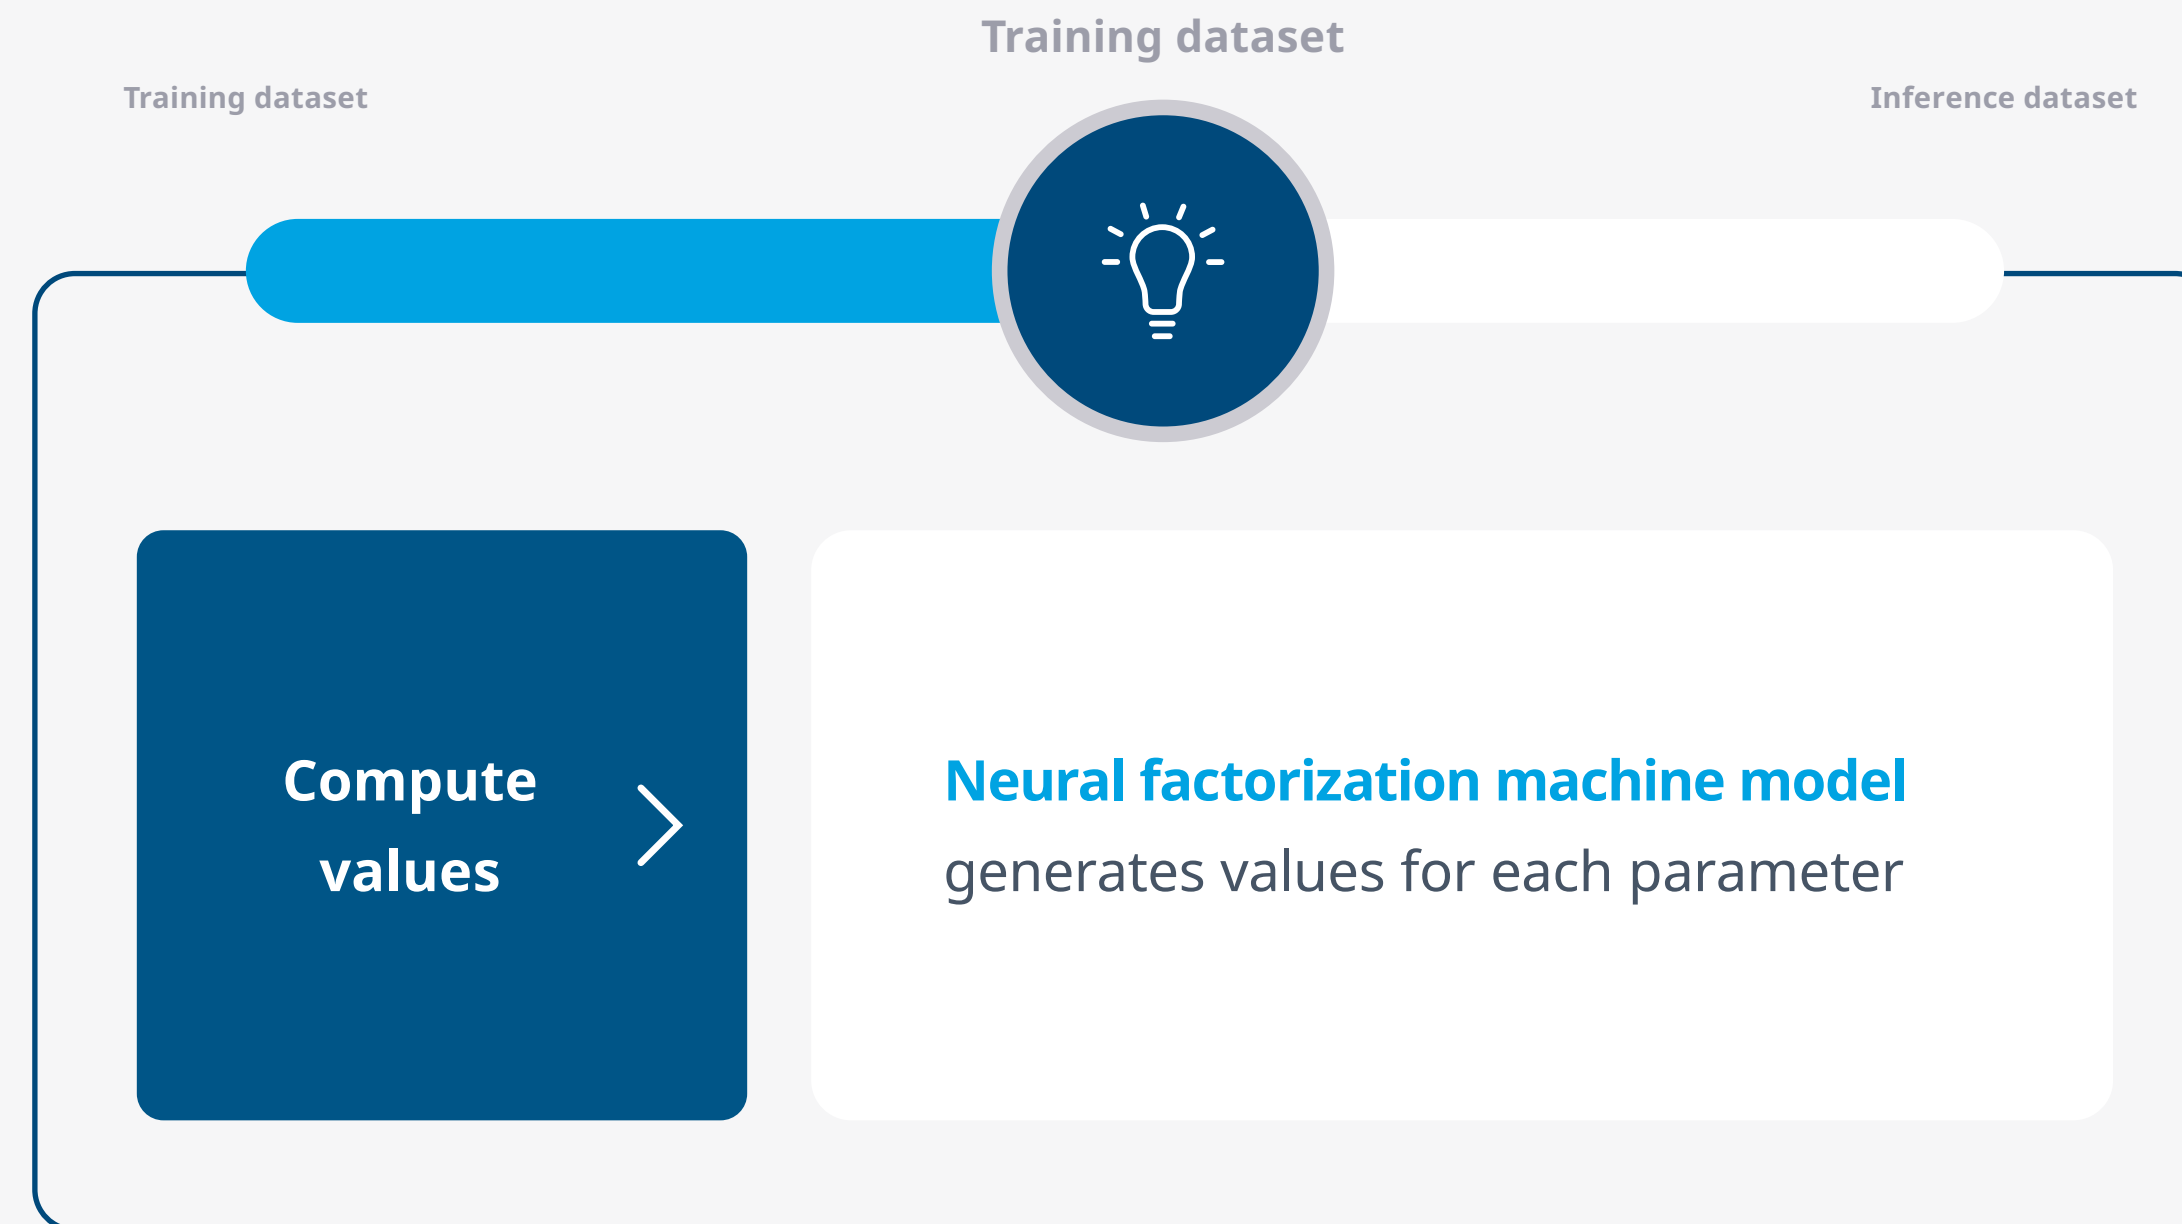 Training dataset
Training dataset
Inference dataset
Compute
values
Neural factorization machine model
generates values for each parameter